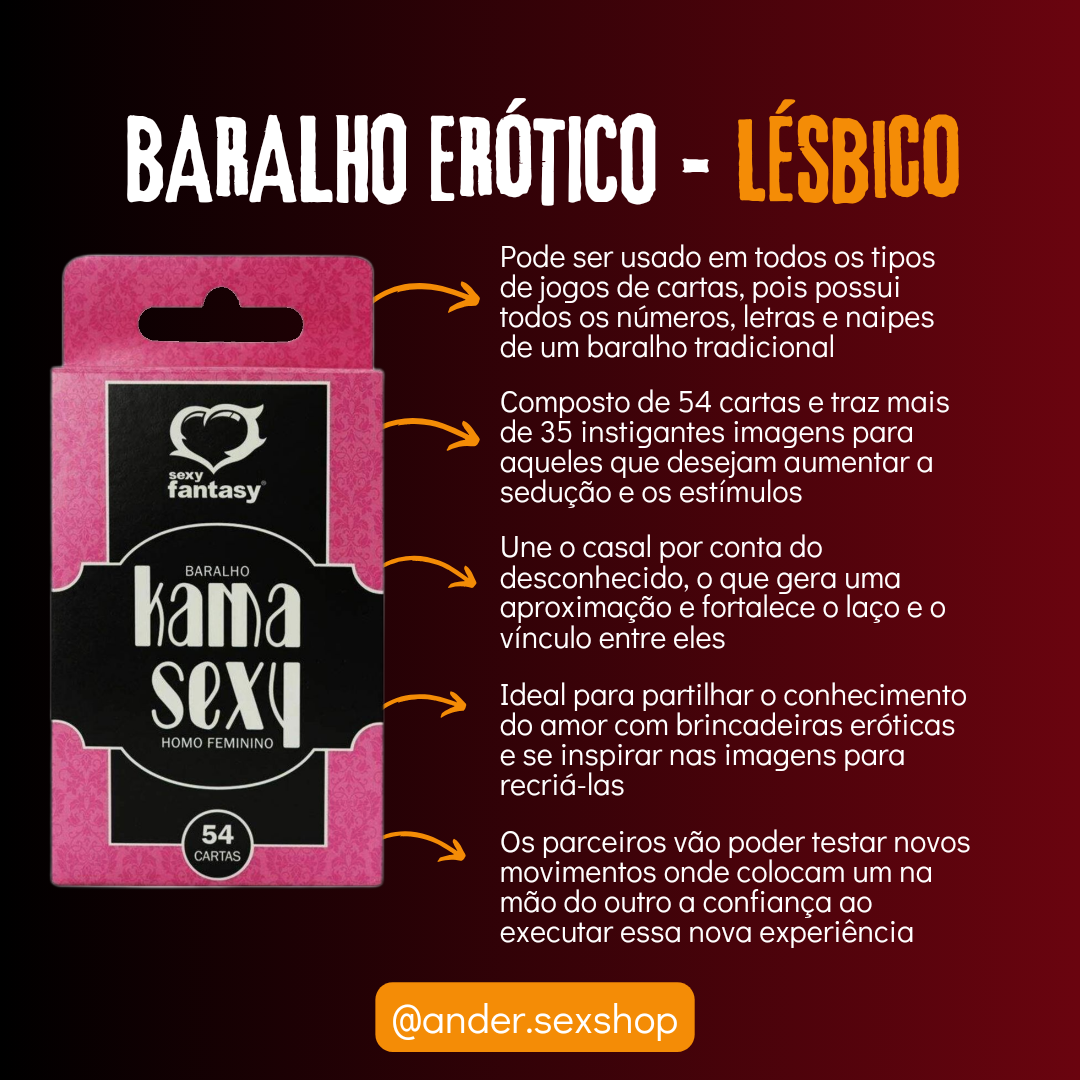 BARALHO ERÓTICO - LÉSBICO
Pode ser usado em todos os tipos
de jogos de cartas, pois possui
todos os números, letras e naipes
de um baralho tradicional
Composto de 54 cartas e traz mais
de 35 instigantes imagens para
aqueles que desejam aumentar a
sedução e os estímulos
Une o casal por conta do
desconhecido, o que gera uma
aproximação e fortalece o laço e o
vínculo entre eles
Ideal para partilhar o conhecimento
do amor com brincadeiras eróticas
e se inspirar nas imagens para
recriá-las
Os parceiros vão poder testar novos
movimentos onde colocam um na
mão do outro a confiança ao
executar essa nova experiência
sexy
fantasy®
BARALHO
kama
sexy
HOMO FEMININO
54
CARTAS
@ander.sexshop